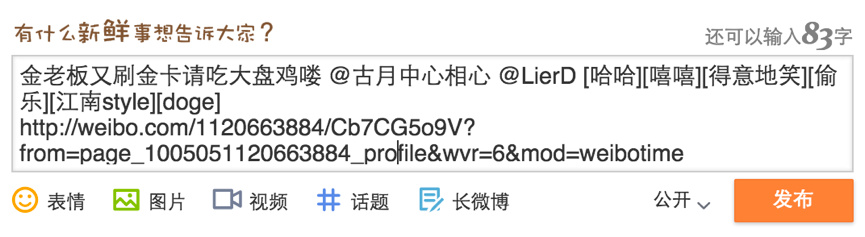 有什么新鲜事想告诉大家?
还可以输入83字
金老板又刷金卡请吃大盘鸡喽 @古月中心相心 @LierD [哈哈][嘻嘻][得意地笑][偷
乐][江南style][doge]
http://weibo.com/1120663884/Cb7CG5o9V?
from=page_1005051120663884_profile&wvr=6&mod=weibotime
表情 图片 视频 话题 长微博 公开 发布